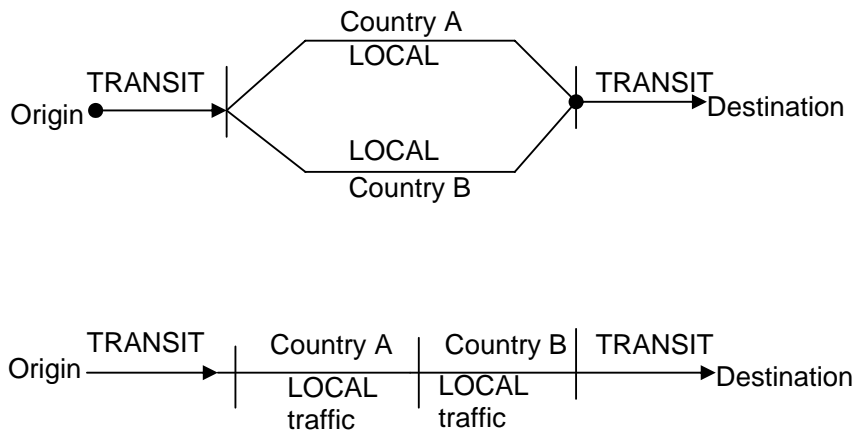 Country A
LOCAL
TRANSIT
TRANSIT
Origin
Destination
LOCAL
Country B
TRANSIT
Country A
Country B
TRANSIT
Origin
Destination
LOCAL
traffic
LOCAL
traffic